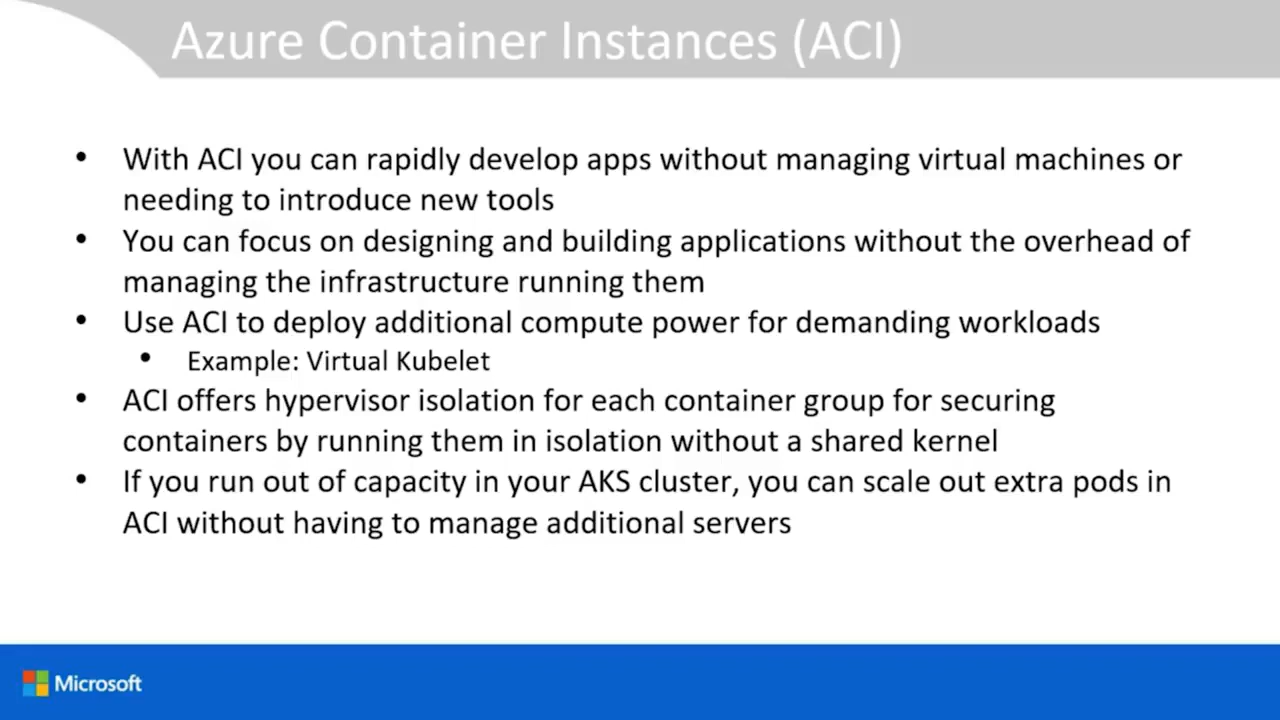 Azure Container Instances (ACI)
• With ACI you can rapidly develop apps without managing virtual machines or
needing to introduce new tools
• You can focus on designing and building applications without the overhead of
managing the infrastructure running them
• Use ACI to deploy additional compute power for demanding workloads
• Example: Virtual Kubelet
• ACI offers hypervisor isolation for each container group for securing
containers by running them in isolation without a shared kernel
• If you run out of capacity in your AKS cluster, you can scale out extra pods in
ACI without having to manage additional servers
Microsoft